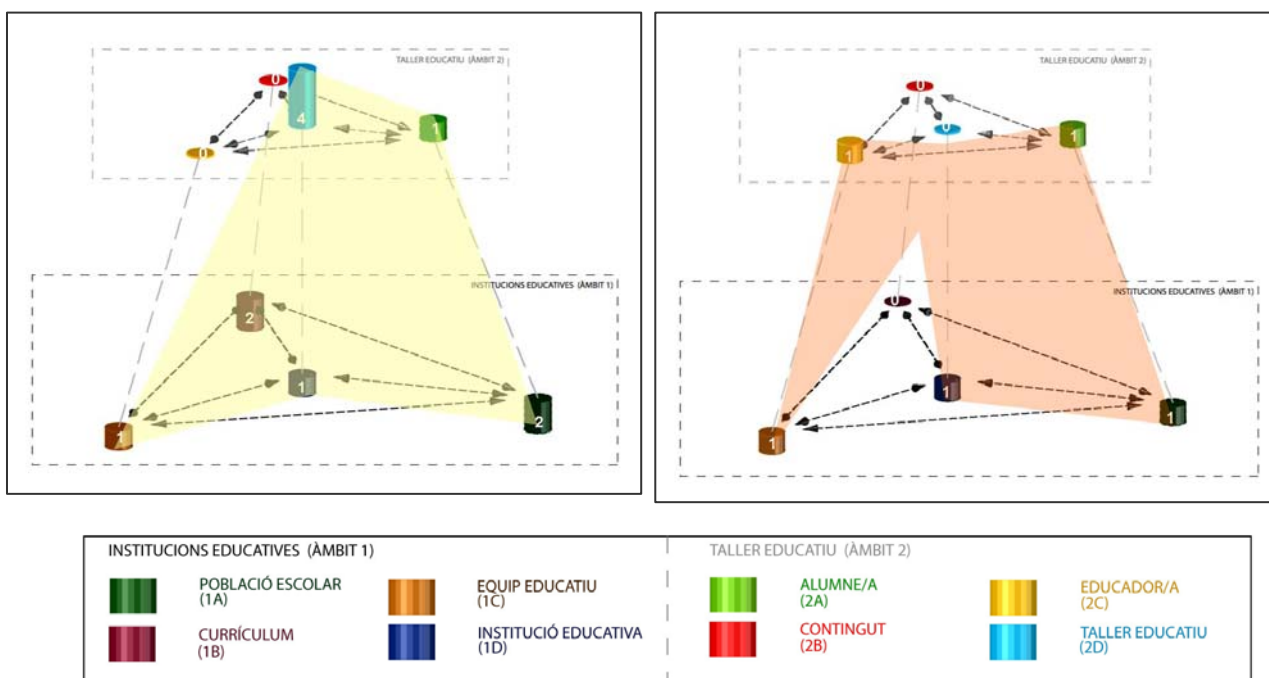 TALLER EDUCATIU (ÀMBIT 2)
0
4
1
0
INSTITUCIONS EDUCATIVES (ÀMBIT 1)
2
1
2
1
TALLER EDUCATIU (ÀMBIT 2)
0
0
1
1
INSTITUCIONS EDUCATIVES (ÀMBIT 1)
0
1
1
1
INSTITUCIONS EDUCATIVES (ÀMBIT 1)
POBLACIÓ ESCOLAR
(1A)
EQUIP EDUCATIU
(1C)
CURRÍCULUM
(1B)
INSTITUCIÓ EDUCATIVA
(1D)
TALLER EDUCATIU (ÀMBIT 2)
ALUMNE/A
(2A)
EDUCADOR/A
(2C)
CONTINGUT
(2B)
TALLER EDUCATIU
(2D)